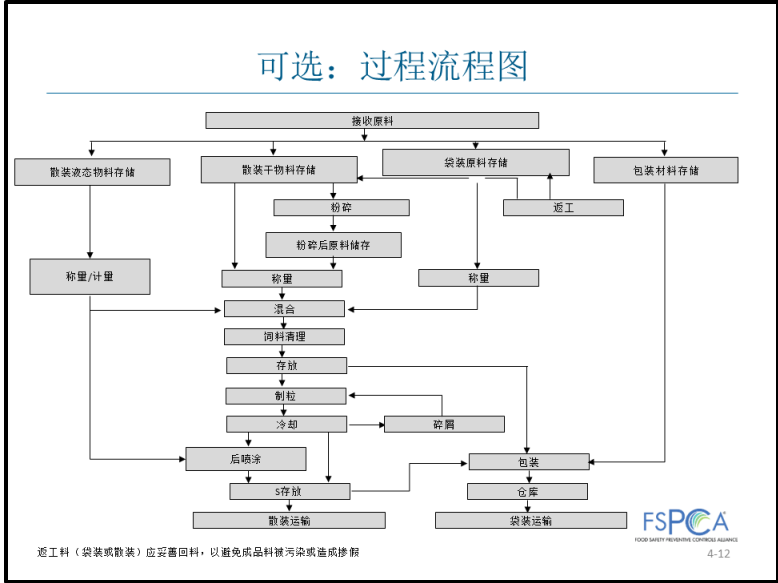 可选：过程流程图
接收原料
散装液态物料存储
散装干物料存储
袋装原料存储
包装材料存储
粉碎
返工
粉碎后原料储存
称量/计量
称量
称量
混合
饲料清理
存放
制粒
冷却
碎屑
后喷涂
包装
S存放
仓库
散装运输
袋装运输
FSPCA
FOOD SAFETY PREVENTIVE CONTROLS ALLIANCE
返工料（袋装或散装）应妥善回料，以避免成品料被污染或造成掺假
4-12